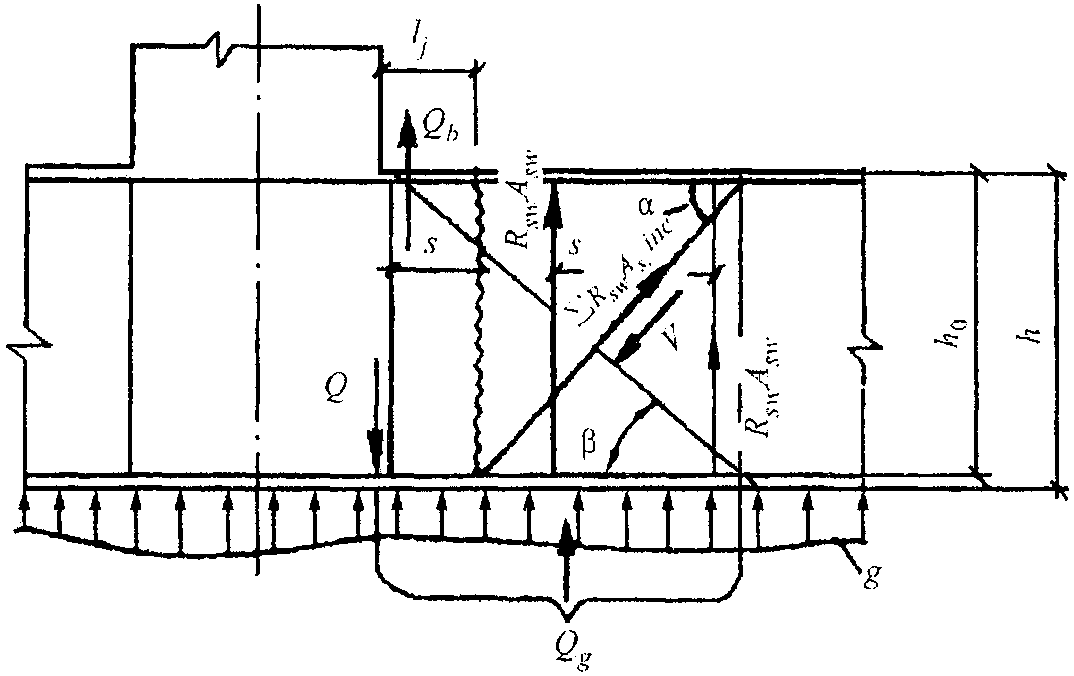 l_j
Q_b
R_sw A_sw
s
s
α
Σ R_sw A_s,inc
V
Q
β
R_sw A_sw
h_0
h
g
Q_g